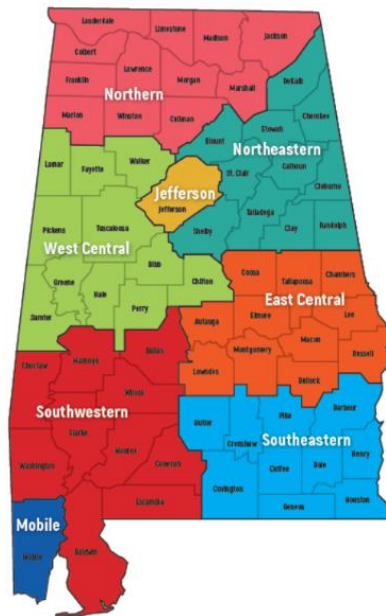 Lauderdale
Limestone
Madison
Jackson
Colbert
Franklin
Lawrence
Morgan
Marshall
Northern
Marion
Winston
Cullman
DeKalb
Cherokee
Blount
Etowah
Northeastern
Calhoun
St. Clair
Cleburne
Talladega
Shelby
Clay
Randolph
Jefferson
Jefferson
Lamar
Fayette
Walker
Pickens
Tuscaloosa
West Central
Bibb
Greene
Hale
Chilton
Perry
Sumter
Coosa
Tallapoosa
Chambers
East Central
Autauga
Elmore
Lee
Macon
Montgomery
Russell
Lowndes
Bullock
Choctaw
Marengo
Dallas
Wilcox
Southwestern
Clarke
Monroe
Washington
Conecuh
Escambia
Baldwin
Butler
Pike
Barbour
Southeastern
Crenshaw
Henry
Coffee
Dale
Covington
Geneva
Houston
Mobile
Mobile